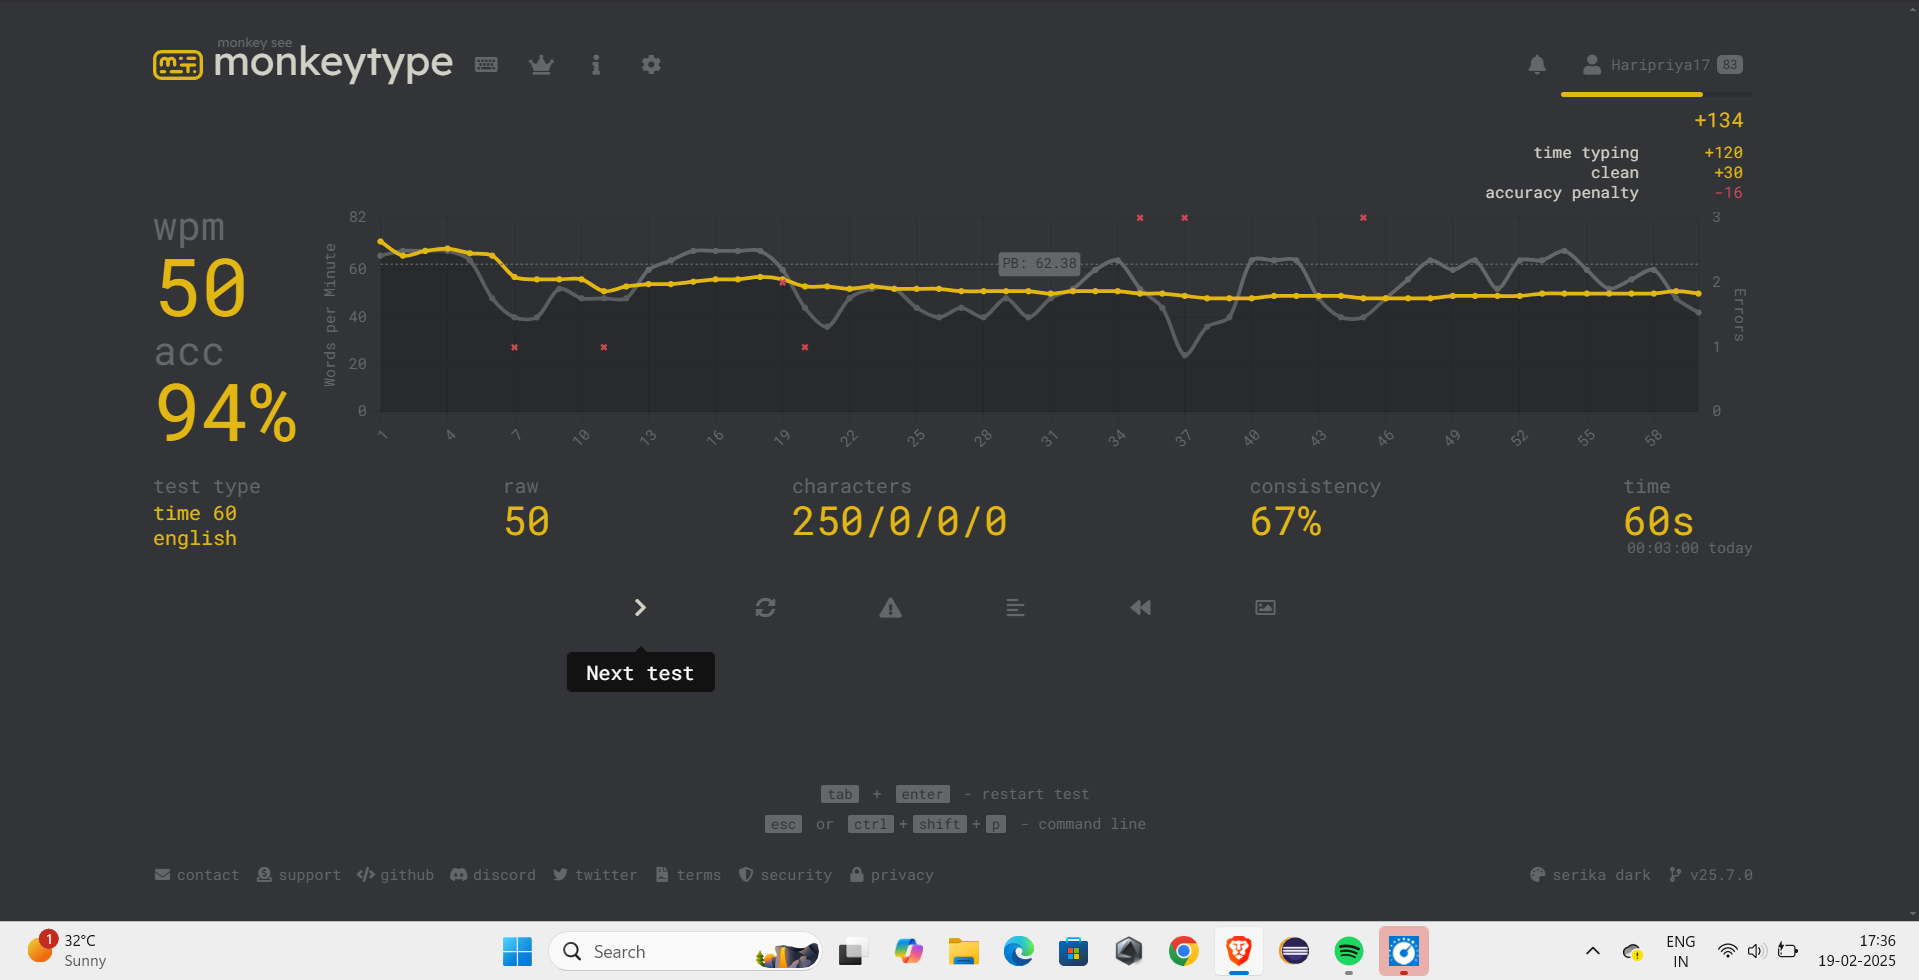 monkey see
monkeytype
Haripriya17 83
+134
time typing +120
clean +30
accuracy penalty -16
wpm
50
acc
94%
Words per Minute
82
60
40
20
0
PB: 62.38
3
2
1
0
Errors
1 4 7 10 13 16 19 22 25 28 31 34 37 40 43 46 49 52 55 58
test type
time 60
english
raw
50
characters
250/0/0/0
consistency
67%
time
60s
00:03:00 today
Next test
tab + enter - restart test
esc or ctrl + shift + p - command line
contact support github discord twitter terms security privacy
serika dark v25.7.0
1
32°C
Sunny
Search
ENG
IN
17:36
19-02-2025